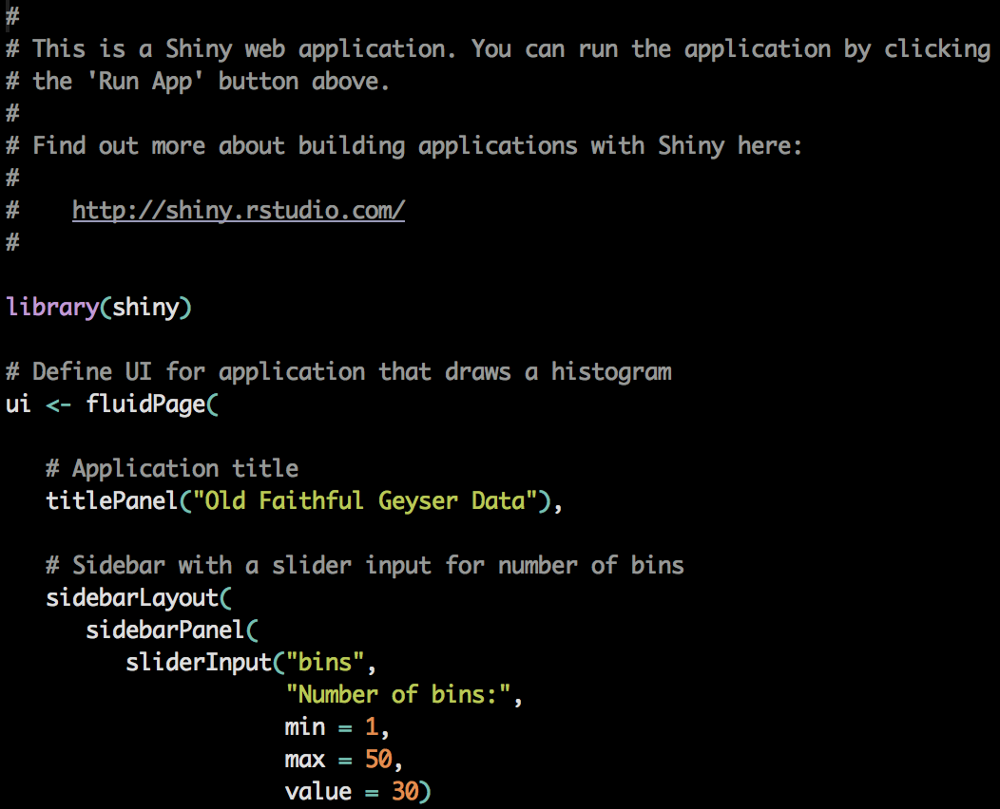 #
# This is a Shiny web application. You can run the application by clicking
# the 'Run App' button above.
#
# Find out more about building applications with Shiny here:
#
#    http://shiny.rstudio.com/
#

library(shiny)

# Define UI for application that draws a histogram
ui <- fluidPage(

   # Application title
   titlePanel("Old Faithful Geyser Data"),

   # Sidebar with a slider input for number of bins
   sidebarLayout(
      sidebarPanel(
         sliderInput("bins",
                     "Number of bins:",
                     min = 1,
                     max = 50,
                     value = 30)